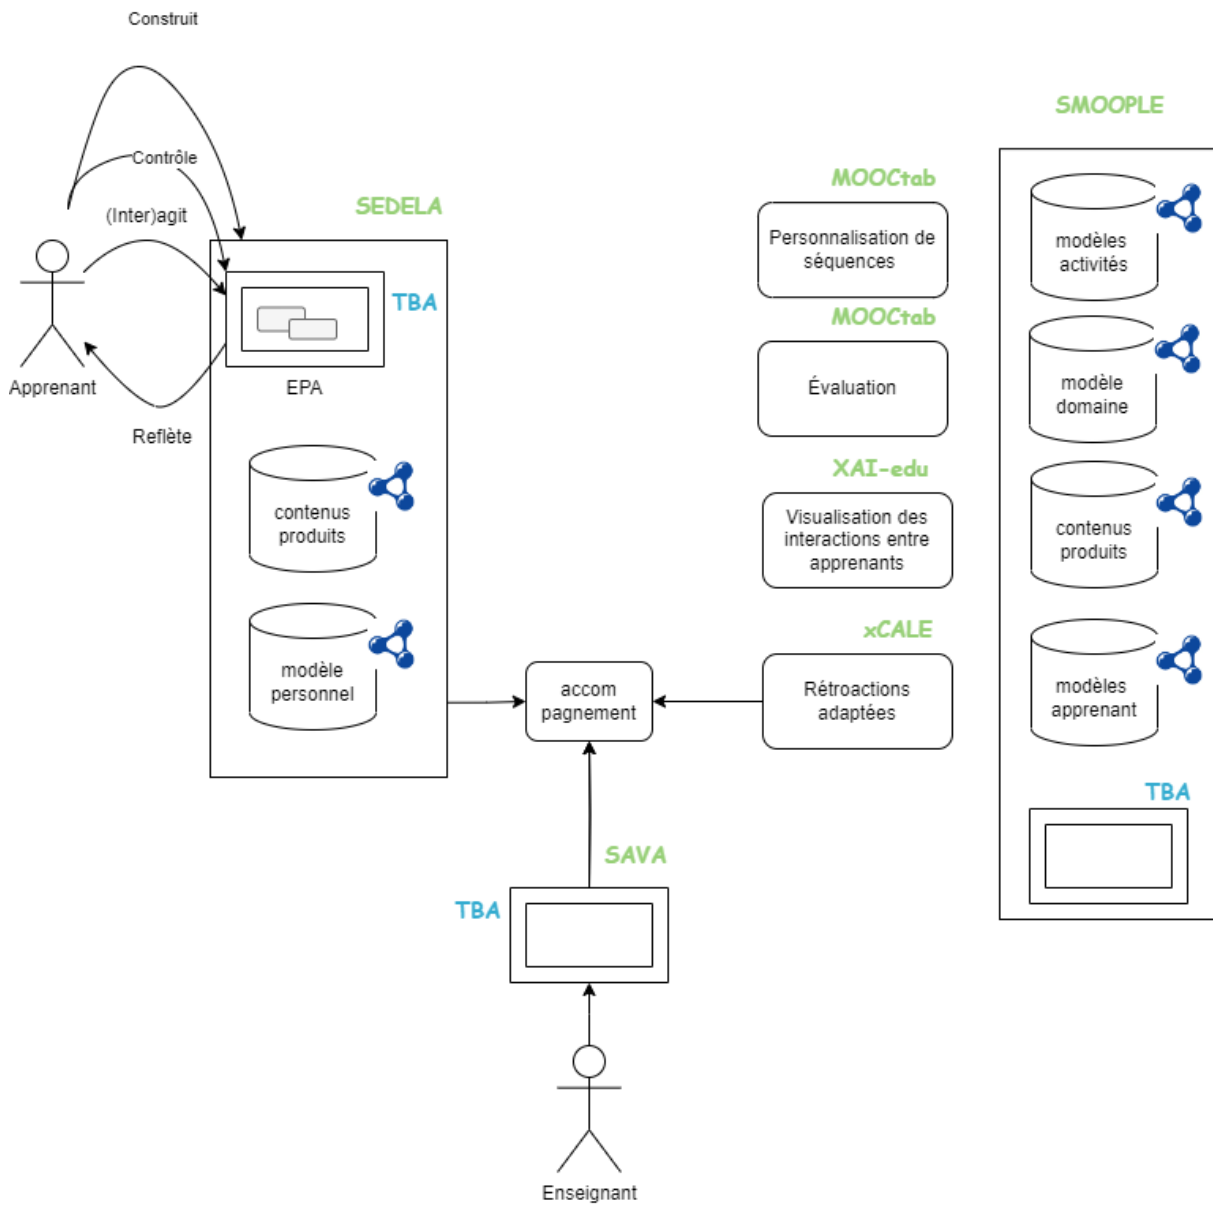 Construit
Contrôle
(Inter)agit
Apprenant
Reflète
SEDELA
TBA
EPA
contenus
produits
modèle
personnel
accom
pagnement
SAVA
TBA
Enseignant
MOOCtab
Personnalisation de
séquences
MOOCtab
Évaluation
XAI-edu
Visualisation des
interactions entre
apprenants
xCALE
Rétroactions
adaptées
SMOOPLE
modèles
activités
modèle
domaine
contenus
produits
modèles
apprenant
TBA